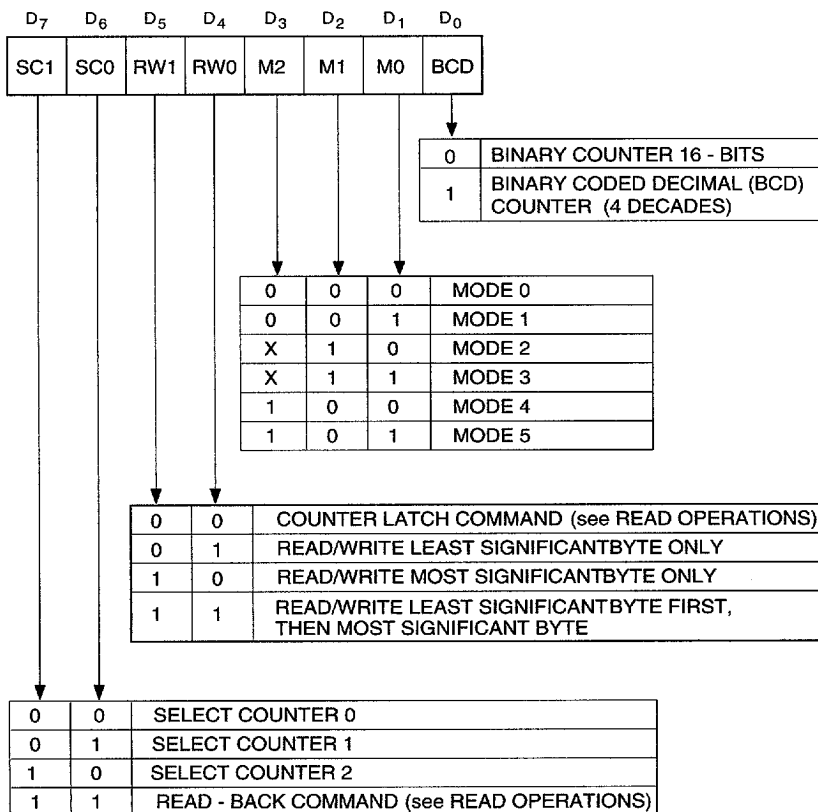 D7 D6 D5 D4 D3 D2 D1 D0
SC1 SC0 RW1 RW0 M2 M1 M0 BCD
0 BINARY COUNTER 16 - BITS
1 BINARY CODED DECIMAL (BCD)
COUNTER (4 DECADES)
0 0 0 MODE 0
0 0 1 MODE 1
X 1 0 MODE 2
X 1 1 MODE 3
1 0 0 MODE 4
1 0 1 MODE 5
0 0 COUNTER LATCH COMMAND (see READ OPERATIONS)
0 1 READ/WRITE LEAST SIGNIFICANTBYTE ONLY
1 0 READ/WRITE MOST SIGNIFICANTBYTE ONLY
1 1 READ/WRITE LEAST SIGNIFICANTBYTE FIRST,
THEN MOST SIGNIFICANT BYTE
0 0 SELECT COUNTER 0
0 1 SELECT COUNTER 1
1 0 SELECT COUNTER 2
1 1 READ - BACK COMMAND (see READ OPERATIONS)